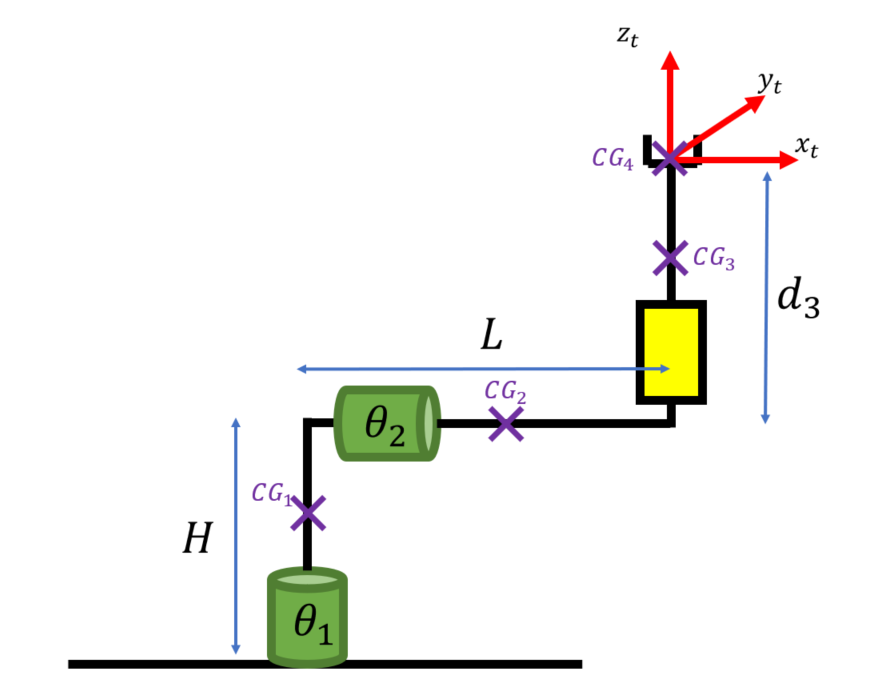 z_t
y_t
x_t
CG_4
CG_3
d_3
L
CG_2
θ_2
CG_1
H
θ_1